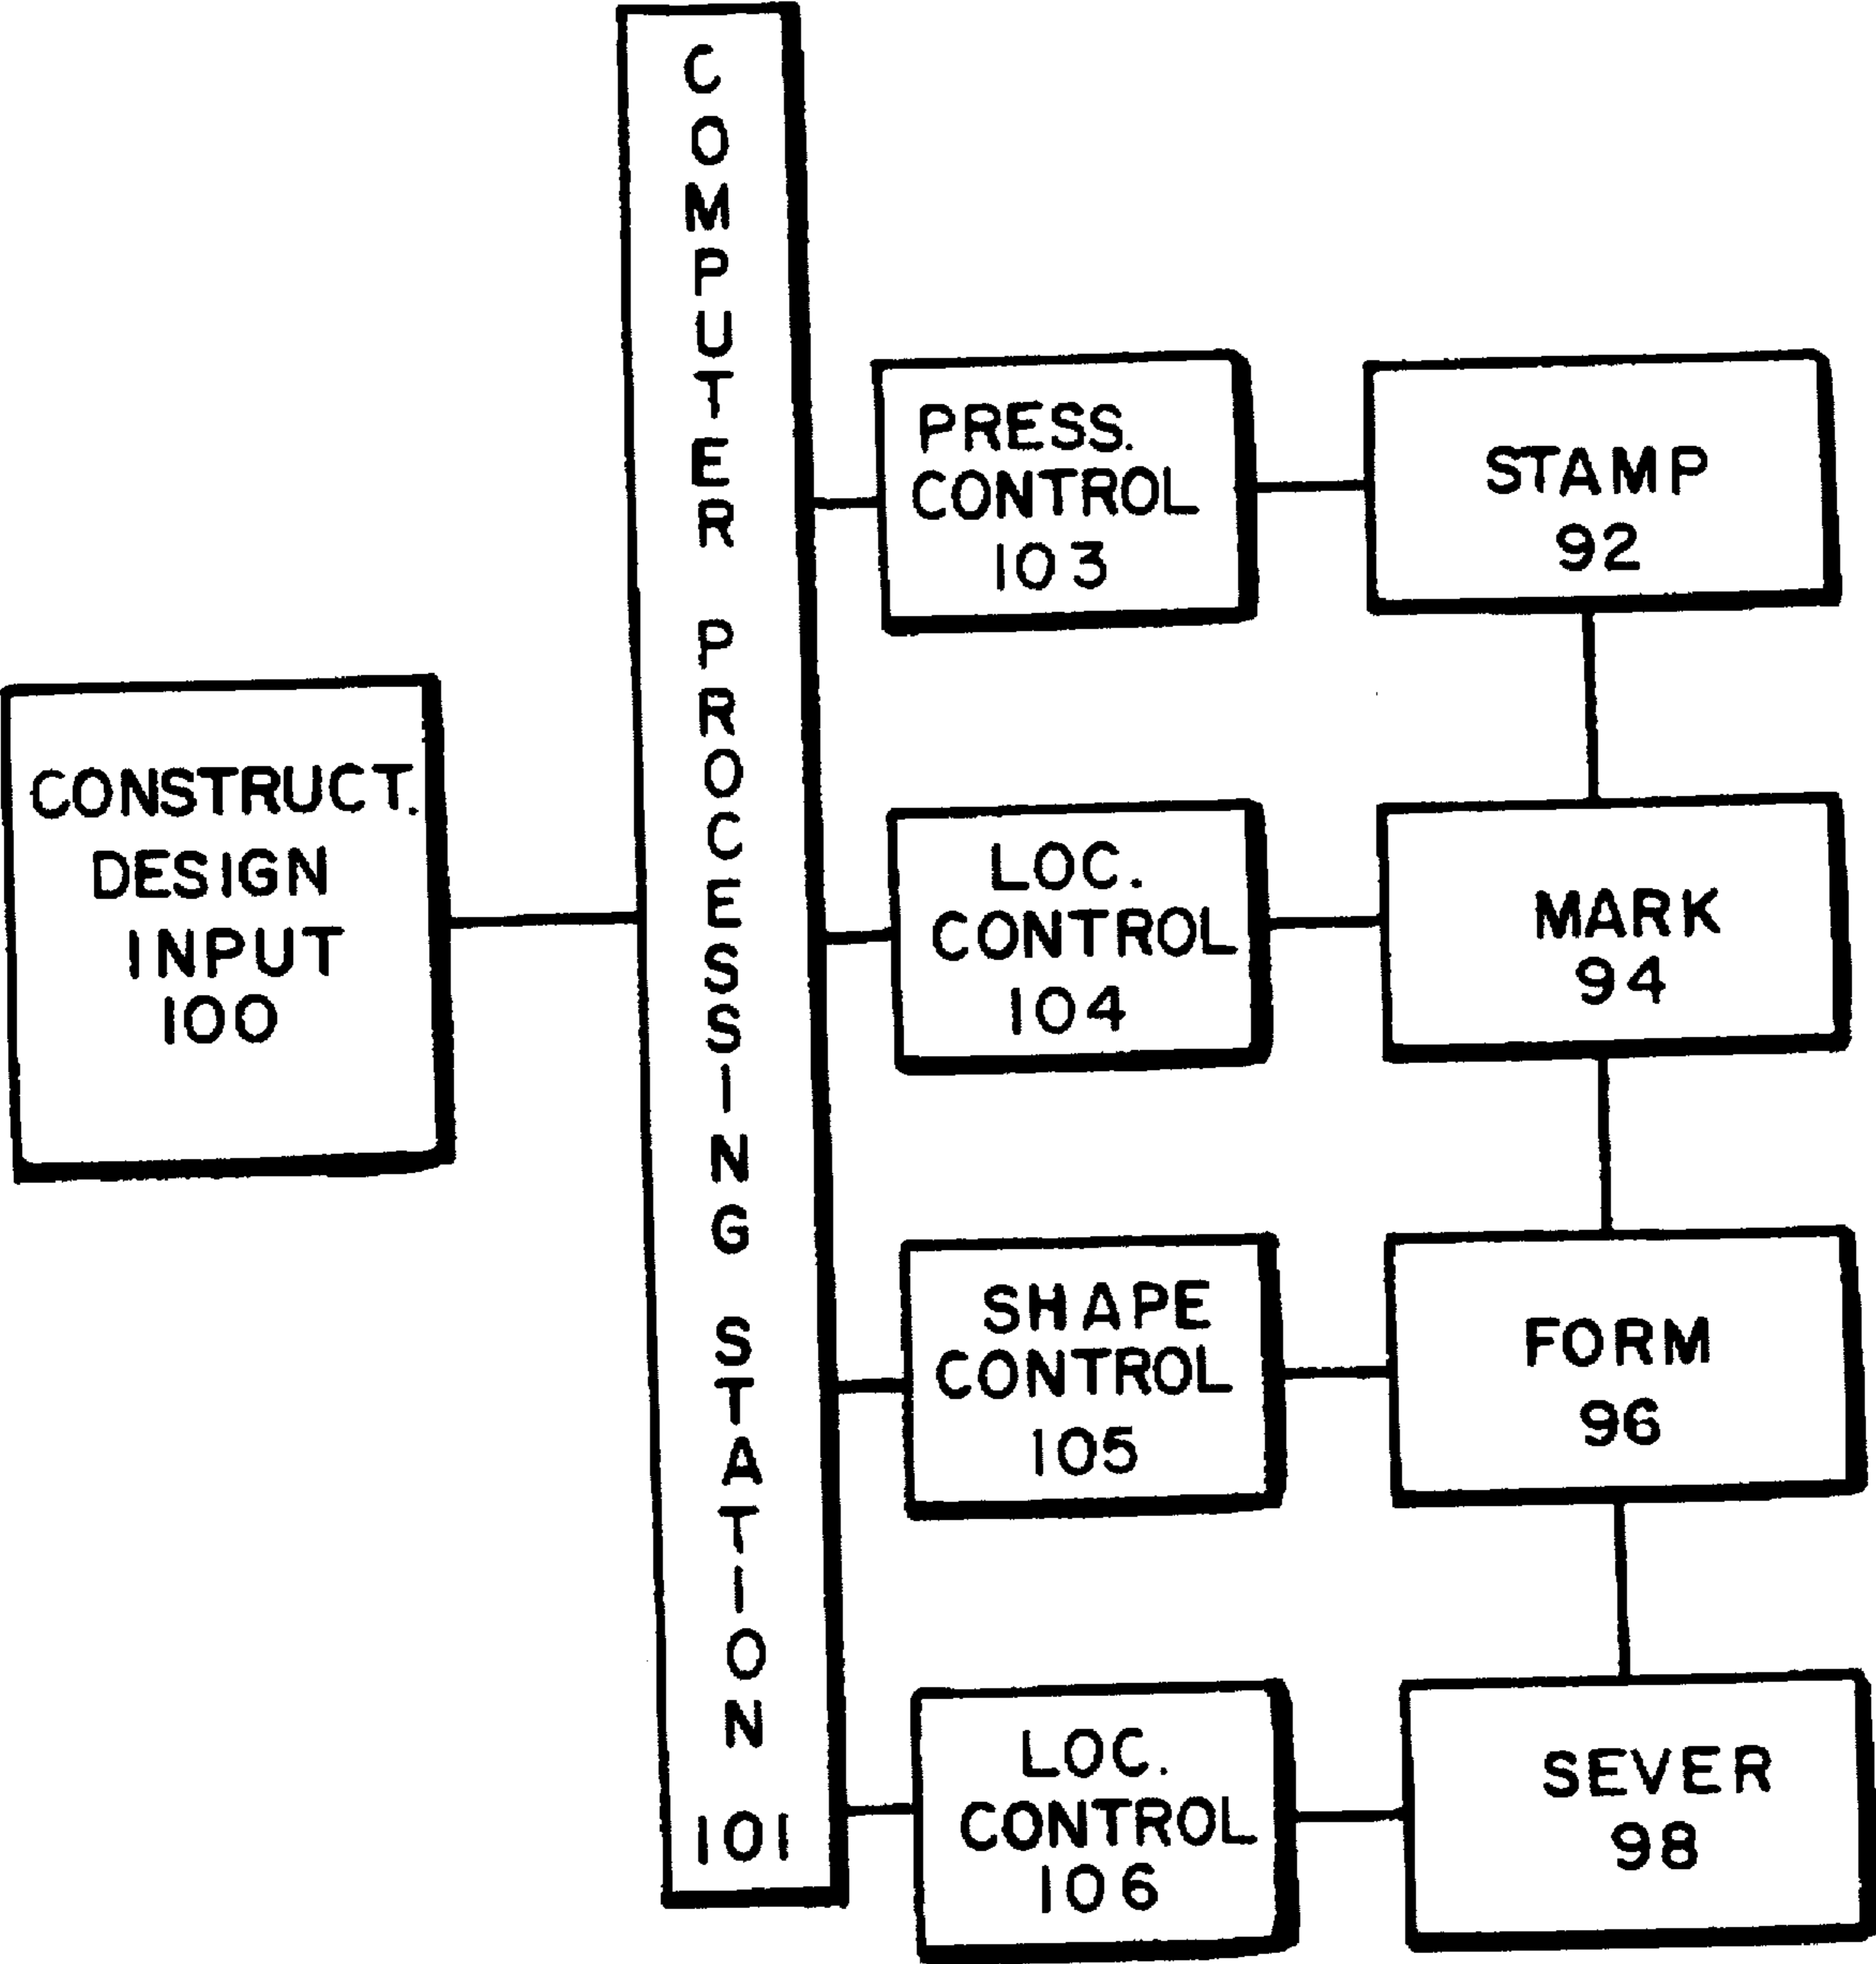 CONSTRUCT.
DESIGN
INPUT
100
COMPUTER PROCESSING STATION
101
PRESS.
CONTROL
103
STAMP
92
LOC.
CONTROL
104
MARK
94
SHAPE
CONTROL
105
FORM
96
LOC.
CONTROL
106
SEVER
98